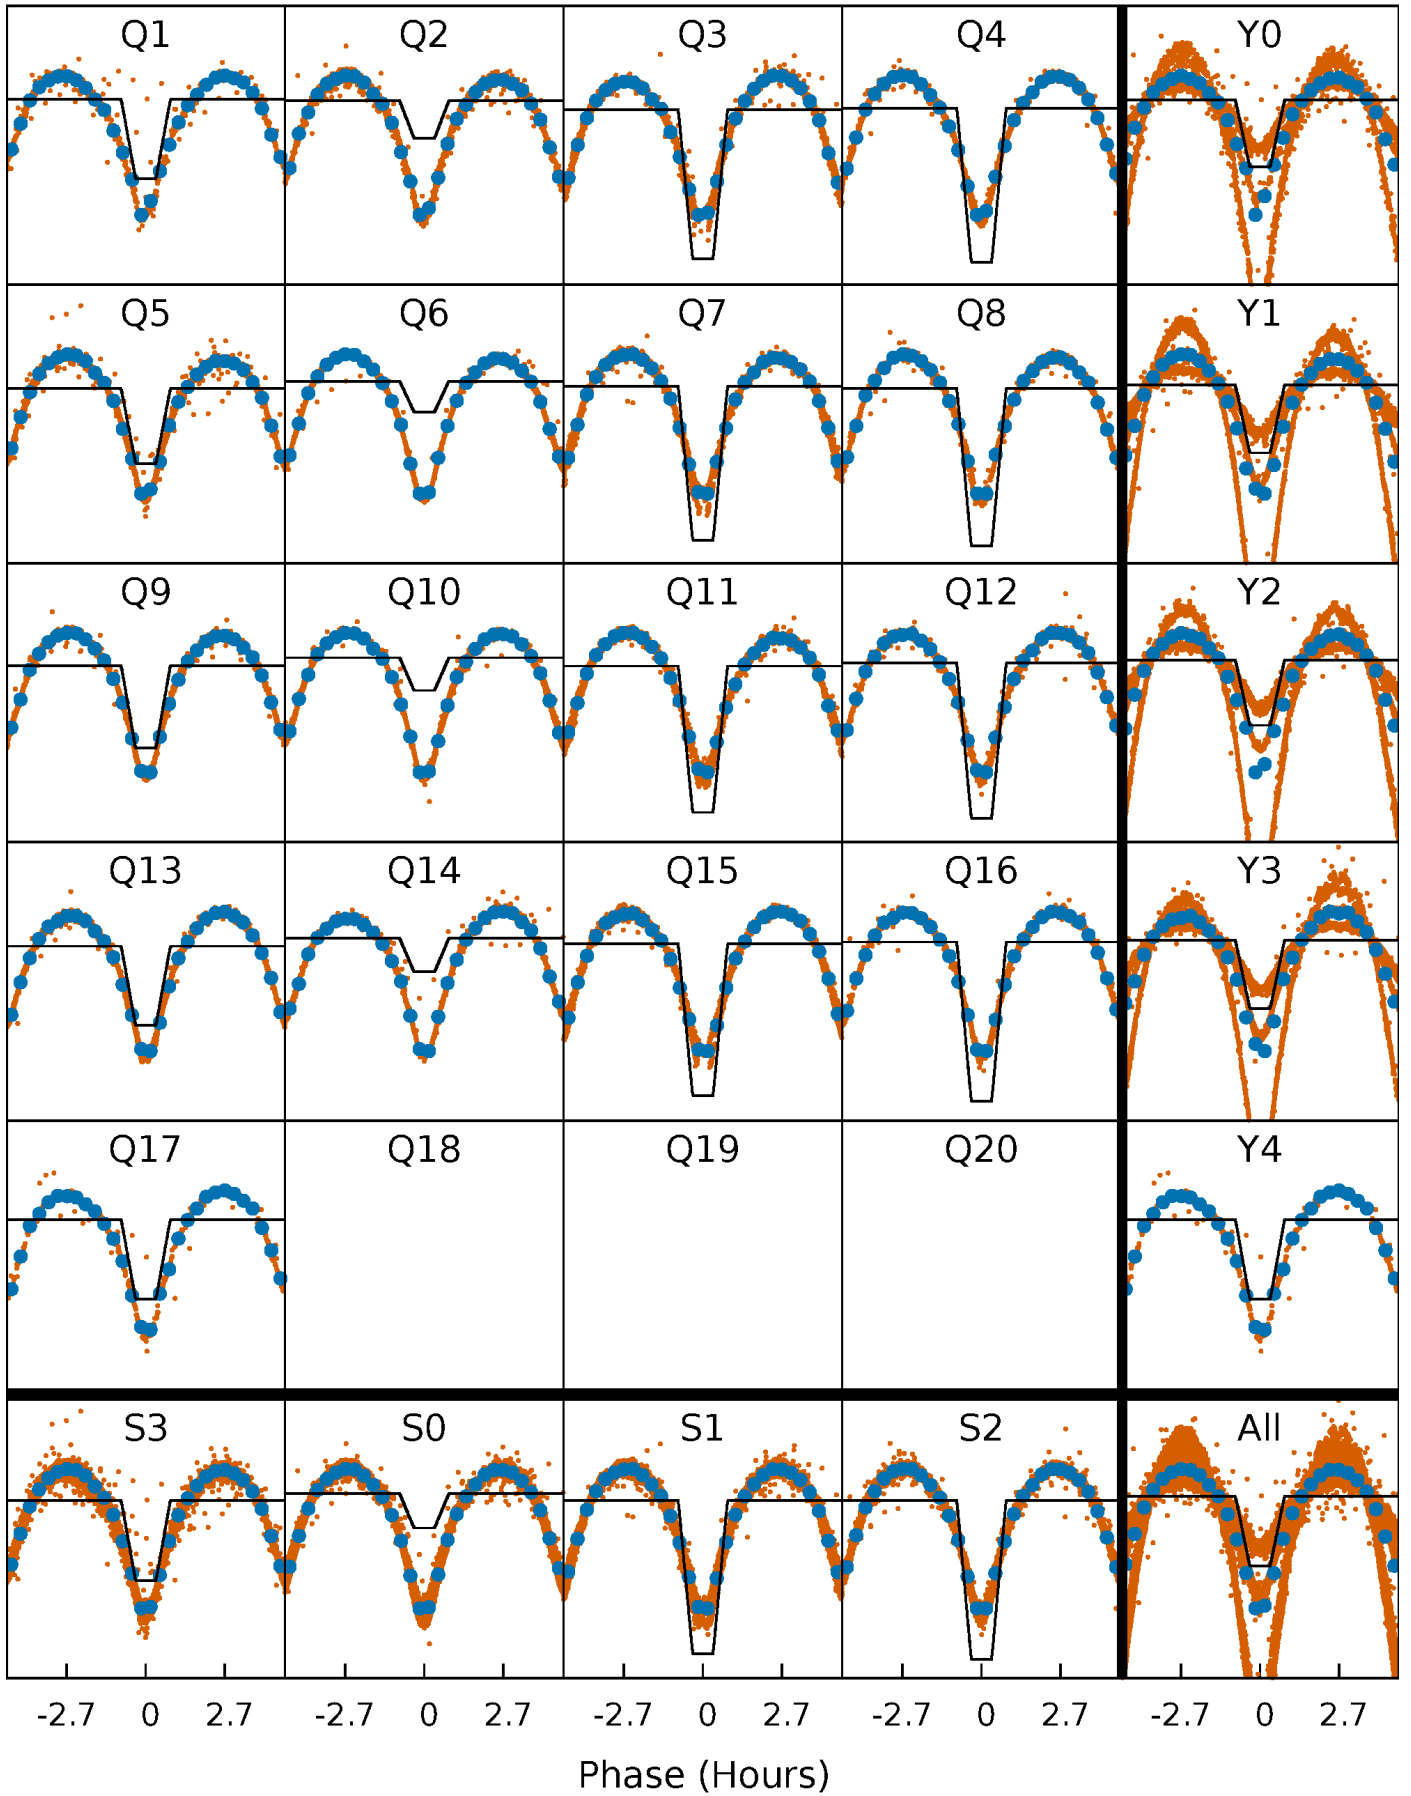 Q1 Q2 Q3 Q4 Y0
Q5 Q6 Q7 Q8 Y1
Q9 Q10 Q11 Q12 Y2
Q13 Q14 Q15 Q16 Y3
Q17 Q18 Q19 Q20 Y4
S3 S0 S1 S2 All
-2.7 0 2.7 -2.7 0 2.7 -2.7 0 2.7 -2.7 0 2.7 -2.7 0 2.7
Phase (Hours)